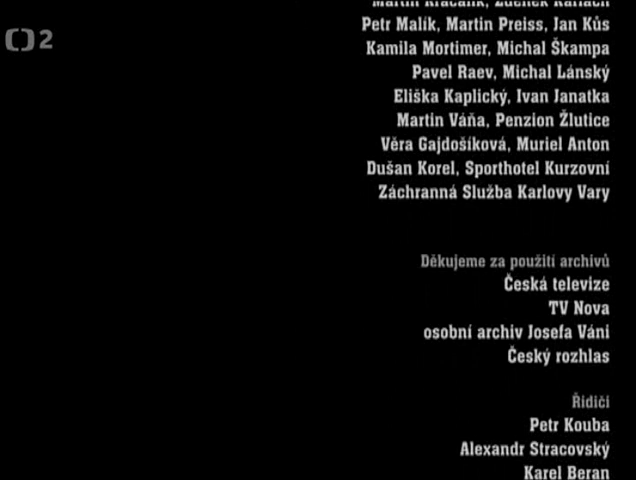 Petr Malík, Martin Preiss, Jan Kůs
Kamila Mortimer, Michal Škampa
Pavel Raev, Michal Lánský
Eliška Kaplický, Ivan Janatka
Martin Váňa, Penzion Žlutice
Věra Gajdošíková, Muriel Anton
Dušan Korel, Sporthotel Kurzovní
Záchranná Služba Karlovy Vary
Děkujeme za použití archivů
Česká televize
TV Nova
osobní archiv Josefa Váni
Český rozhlas
Řidiči
Petr Kouba
Alexandr Stracovský
Karel Beran
2